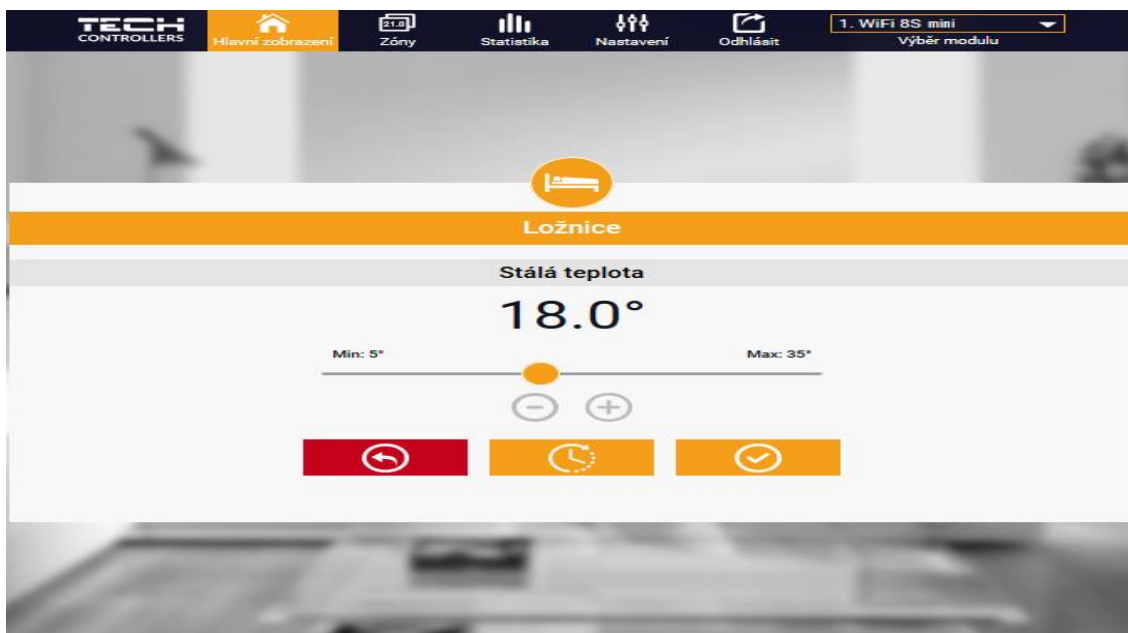 TECH
CONTROLLERS
Hlavní zobrazení
21.0
Zóny
Statistika
Nastavení
Odhlásit
1. WiFi 8S mini
Výběr modulu
Ložnice
Stálá teplota
18.0°
Min: 5°
Max: 35°